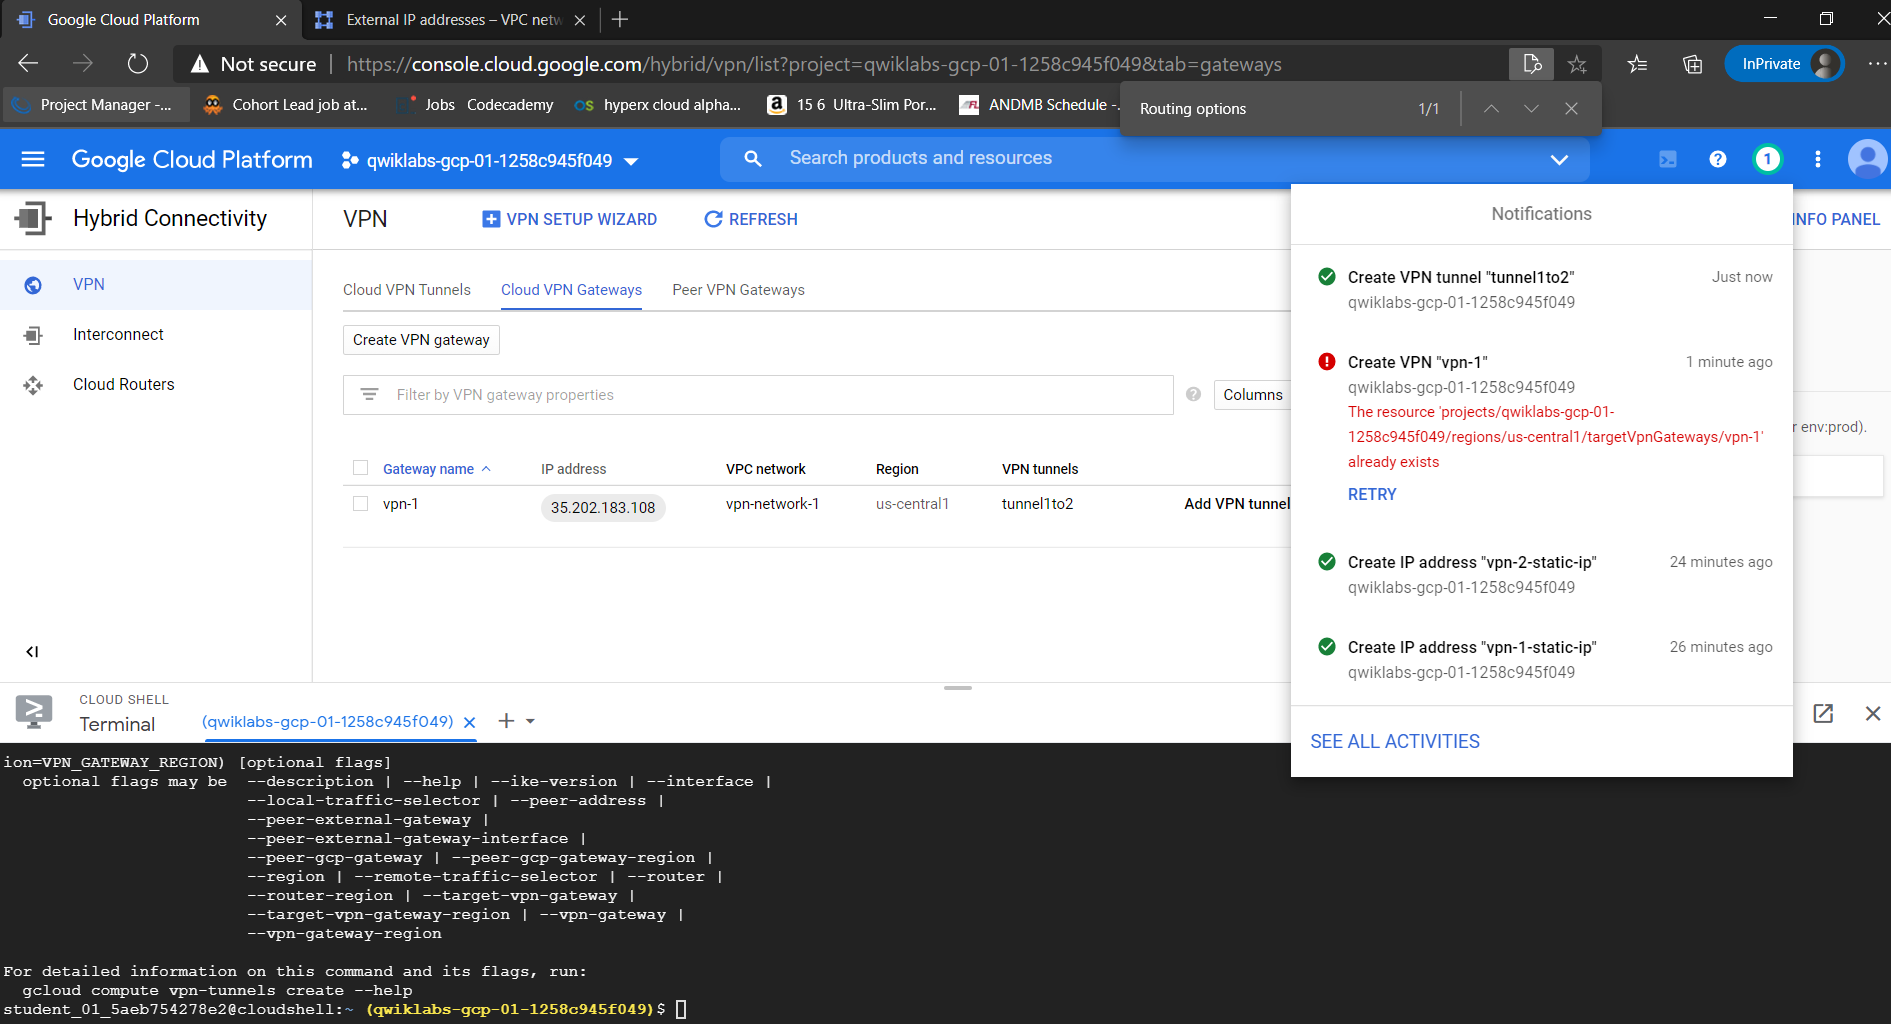 Google Cloud Platform
External IP addresses – VPC netw
Not secure
https://console.cloud.google.com/hybrid/vpn/list?project=qwiklabs-gcp-01-1258c945f049&tab=gateways
InPrivate
Project Manager -...
Cohort Lead job at...
Jobs
Codecademy
os
hyperx cloud alpha...
a
15 6 Ultra-Slim Por...
AFL
ANDMB Schedule -
Routing options
1/1
Google Cloud Platform
qwiklabs-gcp-01-1258c945f049
Search products and resources
?
1
Hybrid Connectivity
VPN
VPN SETUP WIZARD
REFRESH
INFO PANEL
VPN
Interconnect
Cloud Routers
Cloud VPN Tunnels
Cloud VPN Gateways
Peer VPN Gateways
Create VPN gateway
Filter by VPN gateway properties
?
Columns
r env:prod).
Gateway name
IP address
VPC network
Region
VPN tunnels
vpn-1
35.202.183.108
vpn-network-1
us-central1
tunnel1to2
Add VPN tunnel
Notifications
Create VPN tunnel "tunnel1to2"
Just now
qwiklabs-gcp-01-1258c945f049
Create VPN "vpn-1"
1 minute ago
qwiklabs-gcp-01-1258c945f049
The resource 'projects/qwiklabs-gcp-01-
1258c945f049/regions/us-central1/targetVpnGateways/vpn-1'
already exists
RETRY
Create IP address "vpn-2-static-ip"
24 minutes ago
qwiklabs-gcp-01-1258c945f049
Create IP address "vpn-1-static-ip"
26 minutes ago
qwiklabs-gcp-01-1258c945f049
SEE ALL ACTIVITIES
CLOUD SHELL
Terminal
(qwiklabs-gcp-01-1258c945f049)
ion=VPN_GATEWAY_REGION) [optional flags]
optional flags may be --description | --help | --ike-version | --interface |
--local-traffic-selector | --peer-address |
--peer-external-gateway |
--peer-external-gateway-interface |
--peer-gcp-gateway | --peer-gcp-gateway-region |
--region | --remote-traffic-selector | --router |
--router-region | --target-vpn-gateway |
--target-vpn-gateway-region | --vpn-gateway |
--vpn-gateway-region
For detailed information on this command and its flags, run:
gcloud compute vpn-tunnels create --help
student_01_5aeb754278e2@cloudshell:~ (qwiklabs-gcp-01-1258c945f049)$